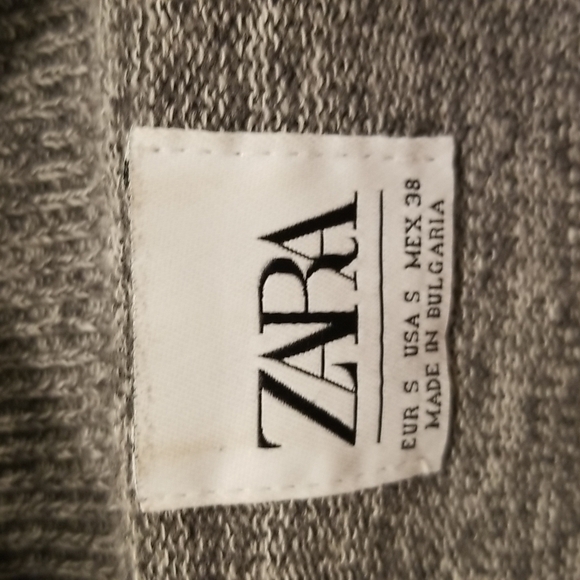 ZARA
EUR S USA S MEX 38
MADE IN BULGARIA